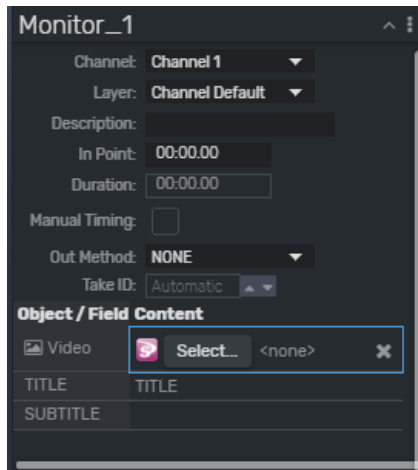 Monitor_1
Channel: Channel 1
Layer: Channel Default
Description:
In Point: 00:00.00
Duration: 00:00.00
Manual Timing:
Out Method: NONE
Take ID: Automatic
Object / Field Content
Video Select... <none>
TITLE TITLE
SUBTITLE